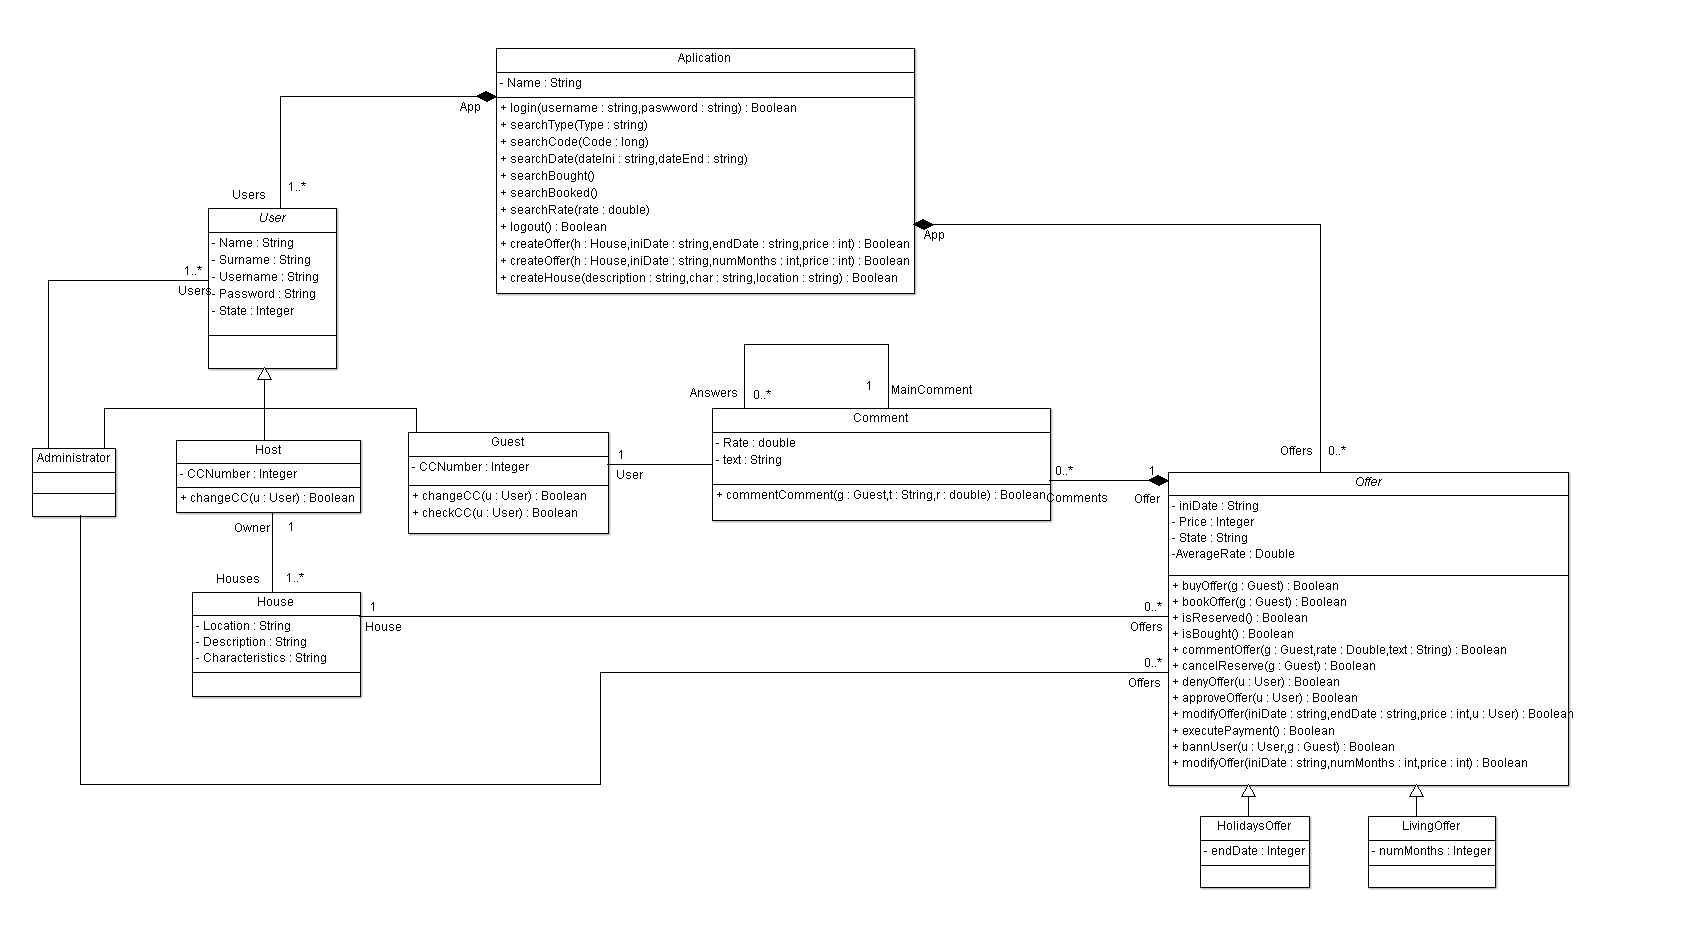 Aplication
- Name : String
+ login(username : string,paswword : string) : Boolean
+ searchType(Type : string)
+ searchCode(Code : long)
+ searchDate(dateIni : string,dateEnd : string)
+ searchBought()
+ searchBooked()
+ searchRate(rate : double)
+ logout() : Boolean
+ createOffer(h : House,iniDate : string,endDate : string,price : int) : Boolean
+ createOffer(h : House,iniDate : string,numMonths : int,price : int) : Boolean
+ createHouse(description : string,char : string,location : string) : Boolean
App
Users
1..*
User
- Name : String
- Surname : String
- Username : String
- Password : String
- State : Integer
1..*
Users
App
Offers
0..*
Administrator
Host
- CCNumber : Integer
+ changeCC(u : User) : Boolean
Guest
- CCNumber : Integer
+ changeCC(u : User) : Boolean
+ checkCC(u : User) : Boolean
1
User
Answers
0..*
1
MainComment
Comment
- Rate : double
- text : String
+ commentComment(g : Guest,t : String,r : double) : Boolean
0..*
Comments
1
Offer
Owner
1
Houses
1..*
House
- Location : String
- Description : String
- Characteristics : String
1
House
0..*
Offers
0..*
Offers
Offer
- iniDate : String
- Price : Integer
- State : String
-AverageRate : Double
+ buyOffer(g : Guest) : Boolean
+ bookOffer(g : Guest) : Boolean
+ isReserved() : Boolean
+ isBought() : Boolean
+ commentOffer(g : Guest,rate : Double,text : String) : Boolean
+ cancelReserve(g : Guest) : Boolean
+ denyOffer(u : User) : Boolean
+ approveOffer(u : User) : Boolean
+ modifyOffer(iniDate : string,endDate : string,price : int,u : User) : Boolean
+ executePayment() : Boolean
+ bannUser(u : User,g : Guest) : Boolean
+ modifyOffer(iniDate : string,numMonths : int,price : int) : Boolean
HolidaysOffer
- endDate : Integer
LivingOffer
- numMonths : Integer